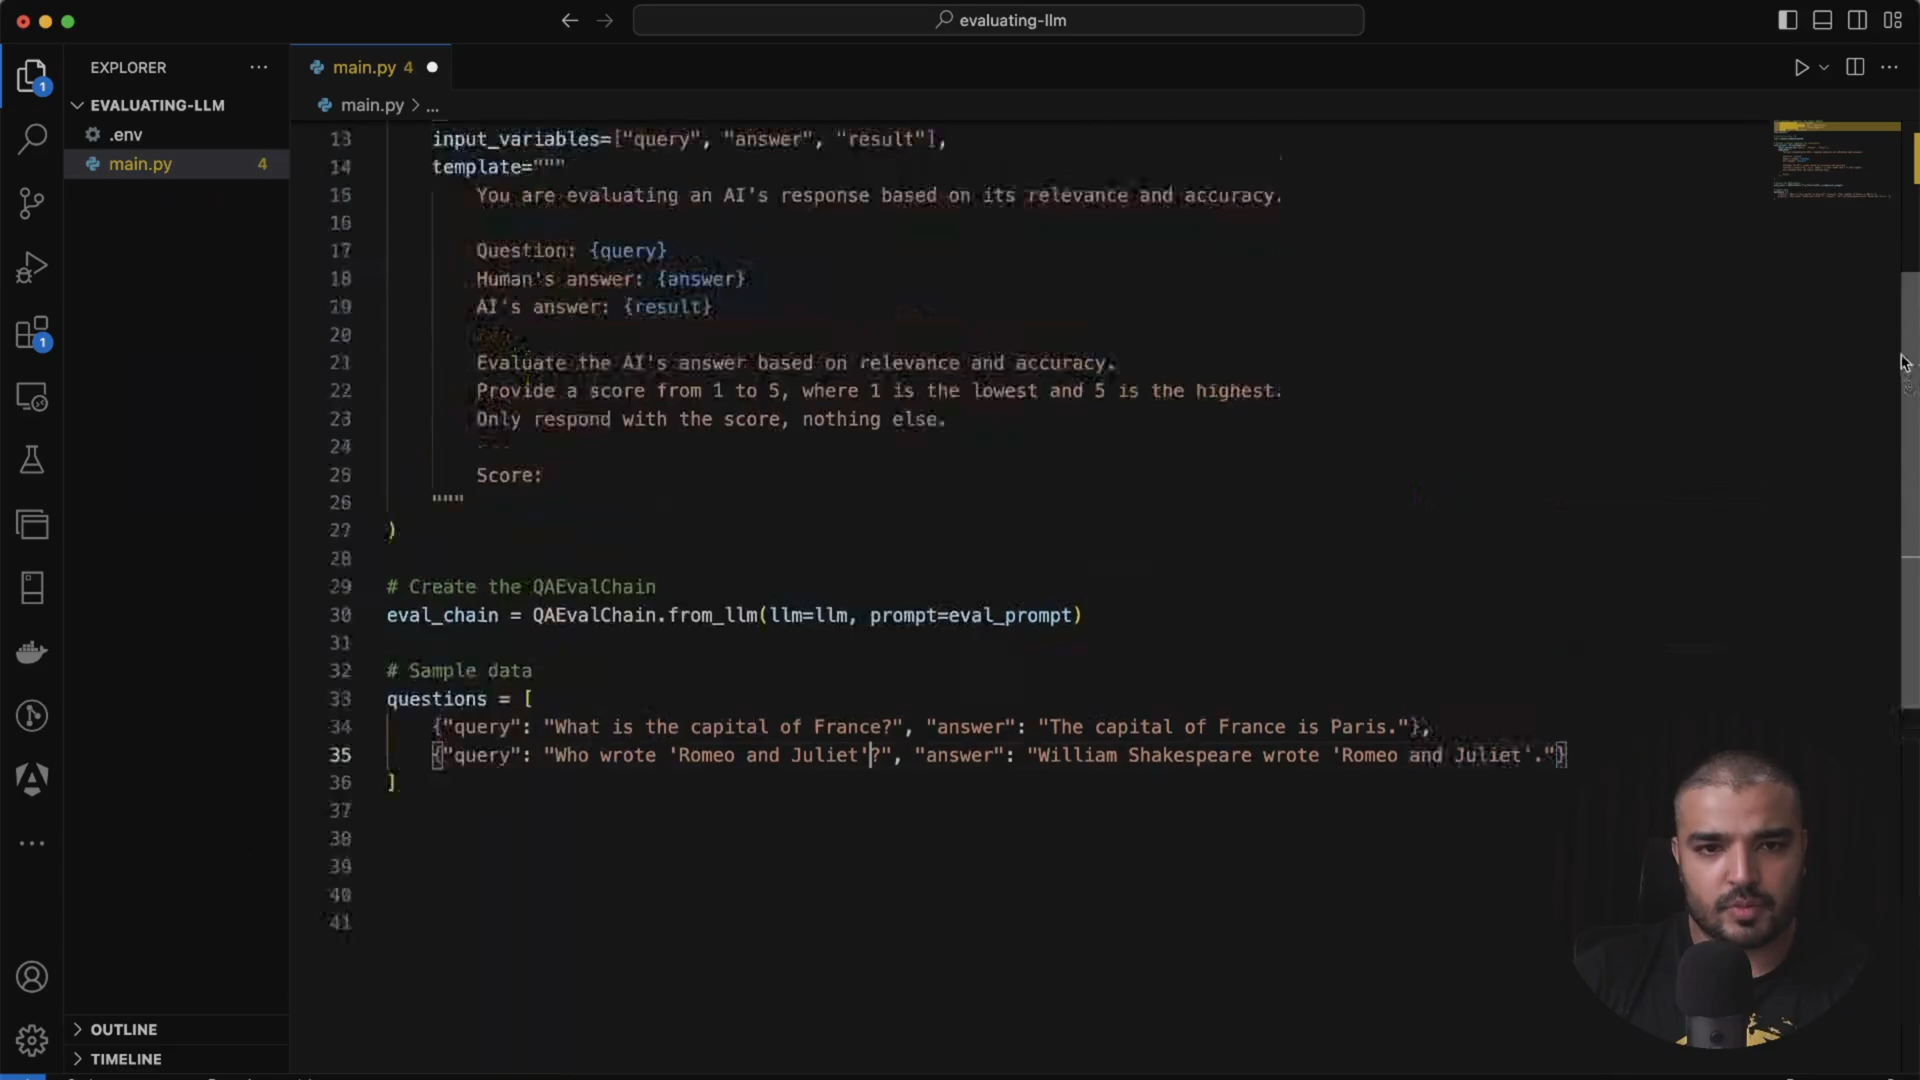 evaluating-llm
EXPLORER
main.py 4
1
EVALUATING-LLM
main.py > ...
.env
main.py 4
1
13 input_variables=["query", "answer", "result"],
14 template="""
15 You are evaluating an AI's response based on its relevance and accuracy.
16
17 Question: {query}
18 Human's answer: {answer}
19 AI's answer: {result}
20
21 Evaluate the AI's answer based on relevance and accuracy.
22 Provide a score from 1 to 5, where 1 is the lowest and 5 is the highest.
23 Only respond with the score, nothing else.
24
25 Score:
26 """
27 )
28
29 # Create the QAEvalChain
30 eval_chain = QAEvalChain.from_llm(llm=llm, prompt=eval_prompt)
31
32 # Sample data
33 questions = [
34 {"query": "What is the capital of France?", "answer": "The capital of France is Paris."},
35 {"query": "Who wrote 'Romeo and Juliet'?", "answer": "William Shakespeare wrote 'Romeo and Juliet'."}
36 ]
37
38
39
40
41
OUTLINE
TIMELINE